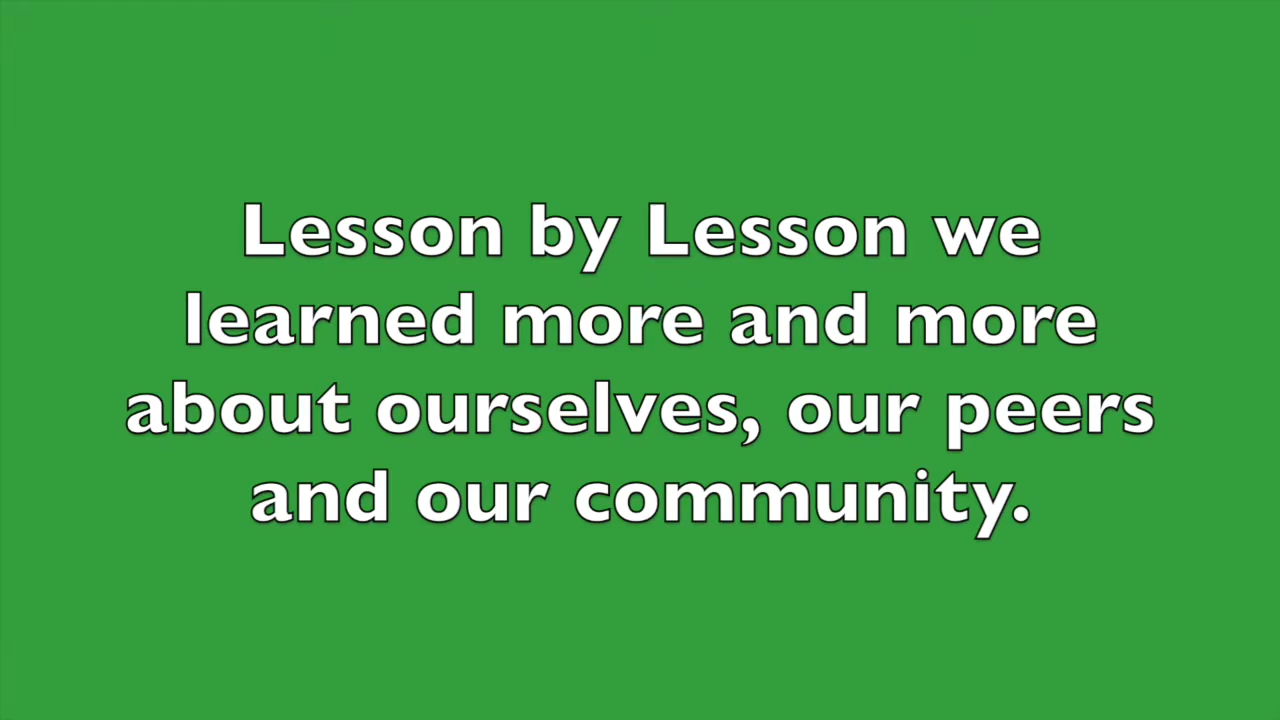 Lesson by Lesson we
learned more and more
about ourselves, our peers
and our community.